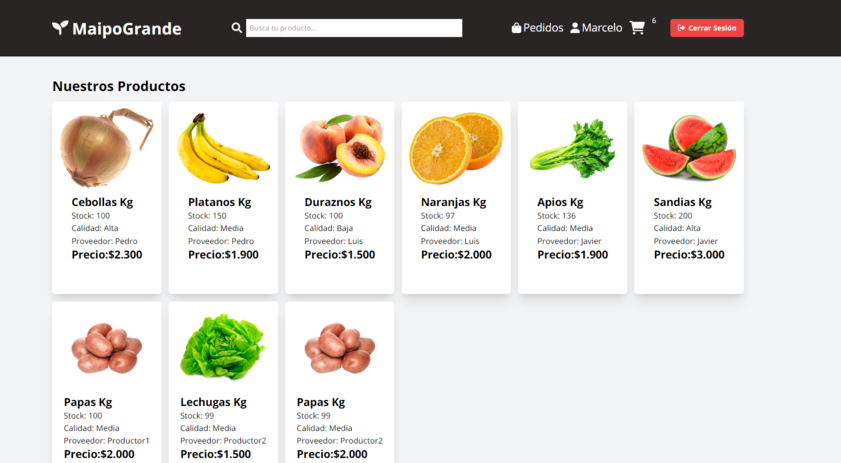 MaipoGrande
Busca tu producto...
Pedidos
Marcelo
6
Cerrar Sesión
Nuestros Productos
Cebollas Kg
Stock: 100
Calidad: Alta
Proveedor: Pedro
Precio:$2.300
Platanos Kg
Stock: 150
Calidad: Media
Proveedor: Pedro
Precio:$1.900
Duraznos Kg
Stock: 100
Calidad: Baja
Proveedor: Luis
Precio:$1.500
Naranjas Kg
Stock: 97
Calidad: Media
Proveedor: Luis
Precio:$2.000
Apios Kg
Stock: 136
Calidad: Media
Proveedor: Javier
Precio:$1.900
Sandias Kg
Stock: 200
Calidad: Alta
Proveedor: Javier
Precio:$3.000
Papas Kg
Stock: 100
Calidad: Media
Proveedor: Productor1
Precio:$2.000
Lechugas Kg
Stock: 99
Calidad: Media
Proveedor: Productor2
Precio:$1.500
Papas Kg
Stock: 99
Calidad: Media
Proveedor: Productor2
Precio:$2.000